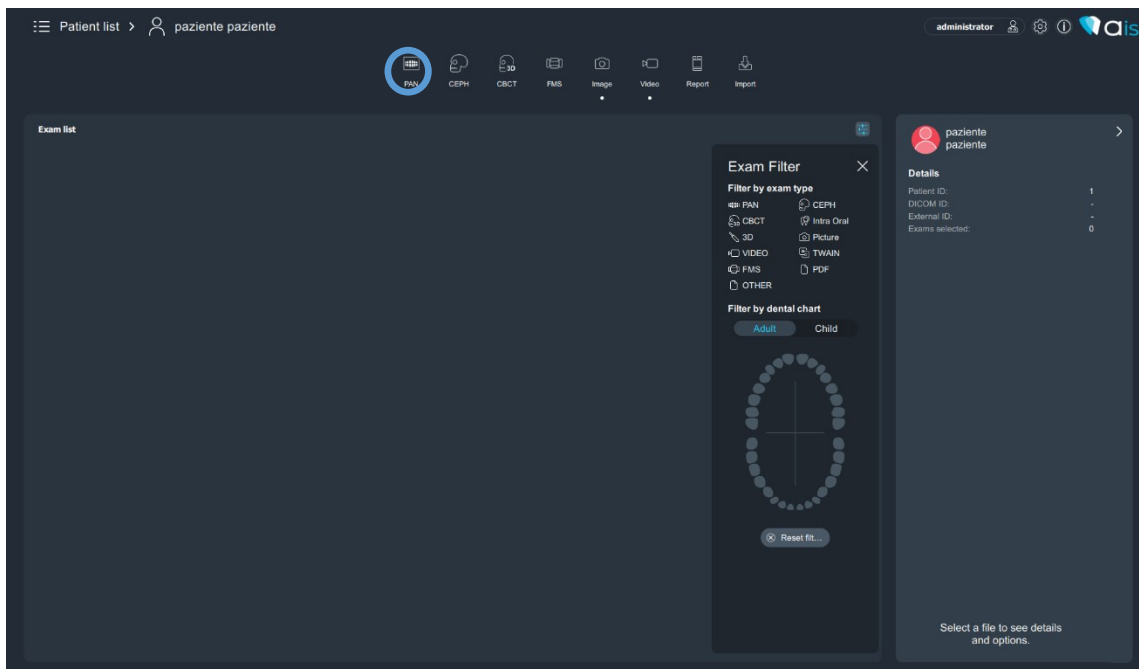 Patient list > paziente paziente
administrator
ais
PAN CEPH CBCT FMS Image Video Report Import
Exam list
Exam Filter
Filter by exam type
PAN CEPH
CBCT Intra Oral
3D Picture
VIDEO TWAIN
FMS PDF
OTHER
Filter by dental chart
Adult Child
Reset filt...
paziente
paziente
Details
Patient ID: 1
DICOM ID: -
External ID: -
Exams selected: 0
Select a file to see details
and options.